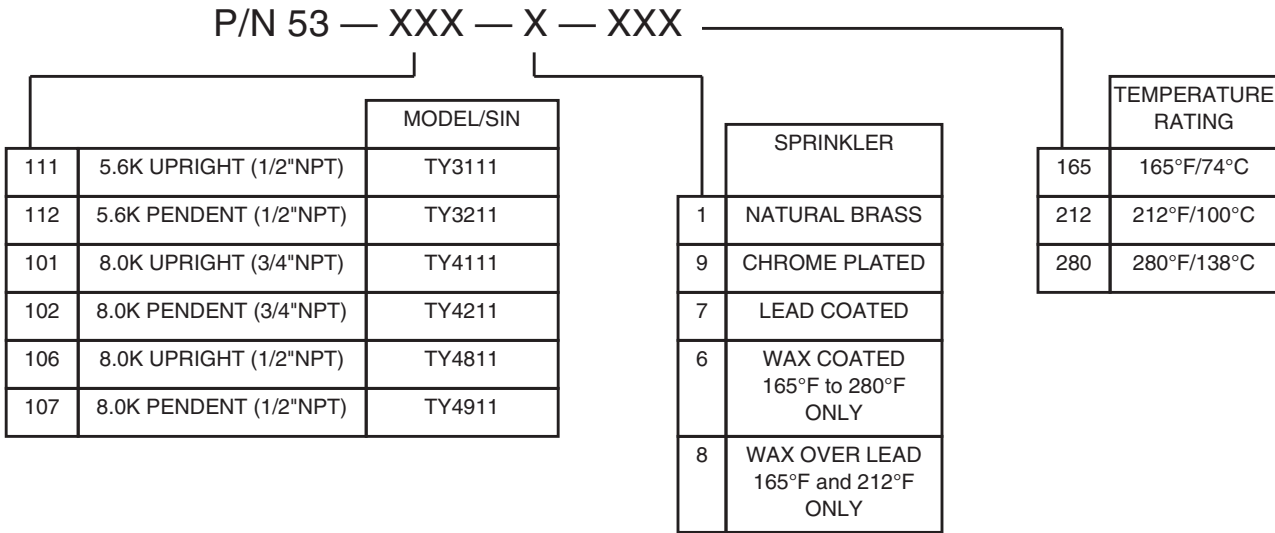 P/N 53 — XXX — X — XXX
MODEL/SIN
111 5.6K UPRIGHT (1/2"NPT) TY3111
112 5.6K PENDENT (1/2"NPT) TY3211
101 8.0K UPRIGHT (3/4"NPT) TY4111
102 8.0K PENDENT (3/4"NPT) TY4211
106 8.0K UPRIGHT (1/2"NPT) TY4811
107 8.0K PENDENT (1/2"NPT) TY4911
SPRINKLER
1 NATURAL BRASS
9 CHROME PLATED
7 LEAD COATED
6 WAX COATED
165°F to 280°F
ONLY
8 WAX OVER LEAD
165°F and 212°F
ONLY
TEMPERATURE
RATING
165 165°F/74°C
212 212°F/100°C
280 280°F/138°C